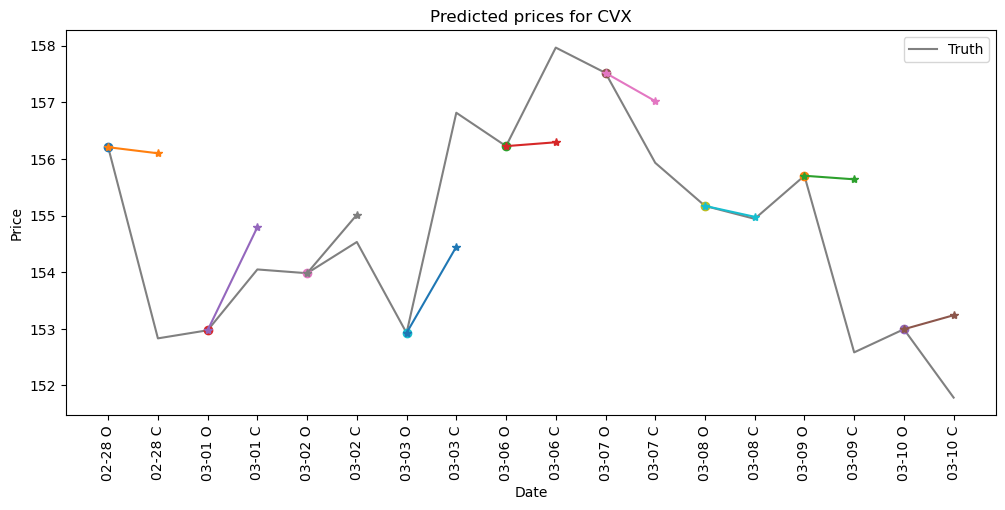 Predicted prices for CVX
Truth
Price
158
157
156
155
154
153
152
02-28 O
02-28 C
03-01 O
03-01 C
03-02 O
03-02 C
03-03 O
03-03 C
03-06 O
03-06 C
03-07 O
03-07 C
03-08 O
03-08 C
03-09 O
03-09 C
03-10 O
03-10 C
Date